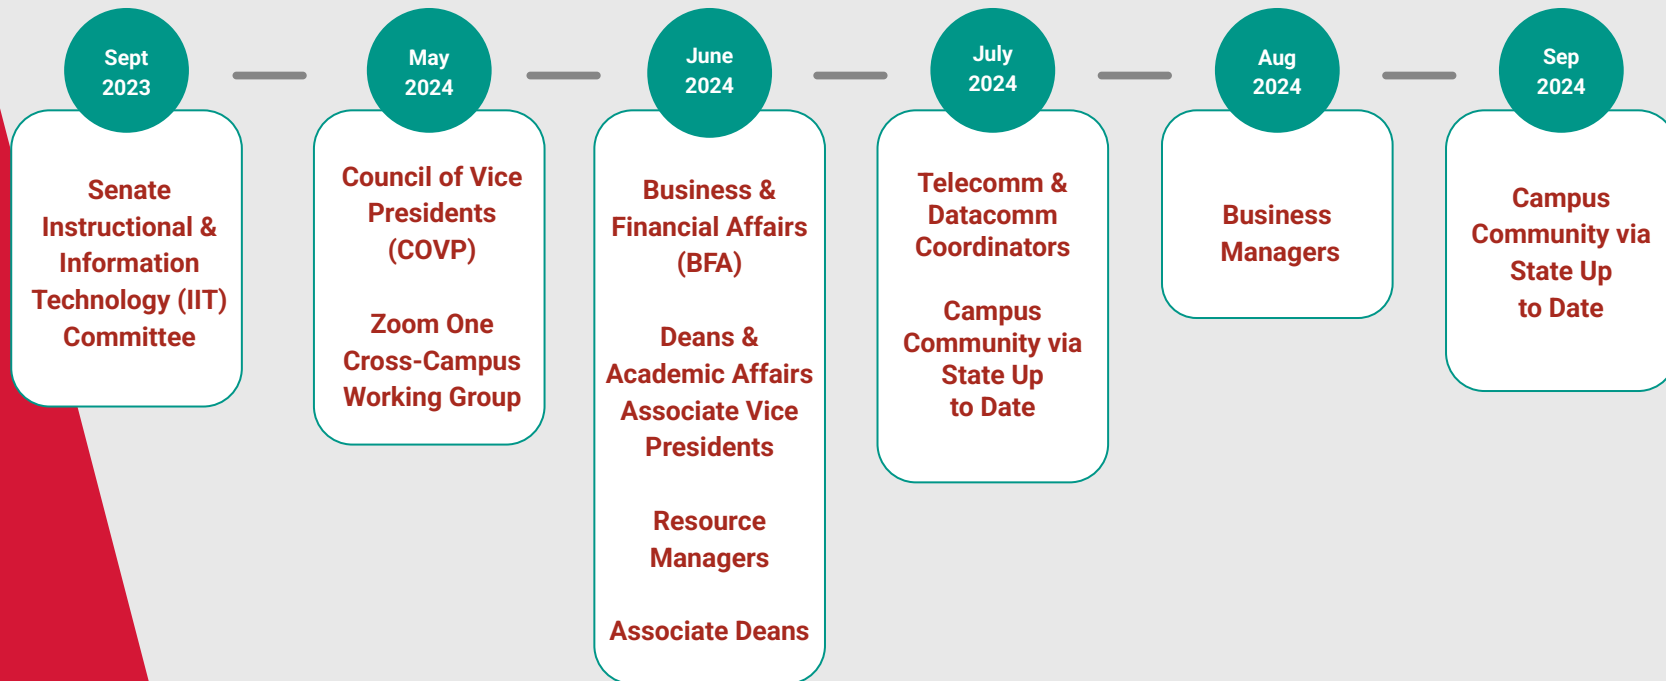 Sept
2023
Senate
Instructional &
Information
Technology (IIT)
Committee
May
2024
Council of Vice
Presidents
(COVP)
Zoom One
Cross-Campus
Working Group
June
2024
Business &
Financial Affairs
(BFA)
Deans &
Academic Affairs
Associate Vice
Presidents
Resource
Managers
Associate Deans
July
2024
Telecomm &
Datacomm
Coordinators
Campus
Community via
State Up
to Date
Aug
2024
Business
Managers
Sep
2024
Campus
Community via
State Up
to Date